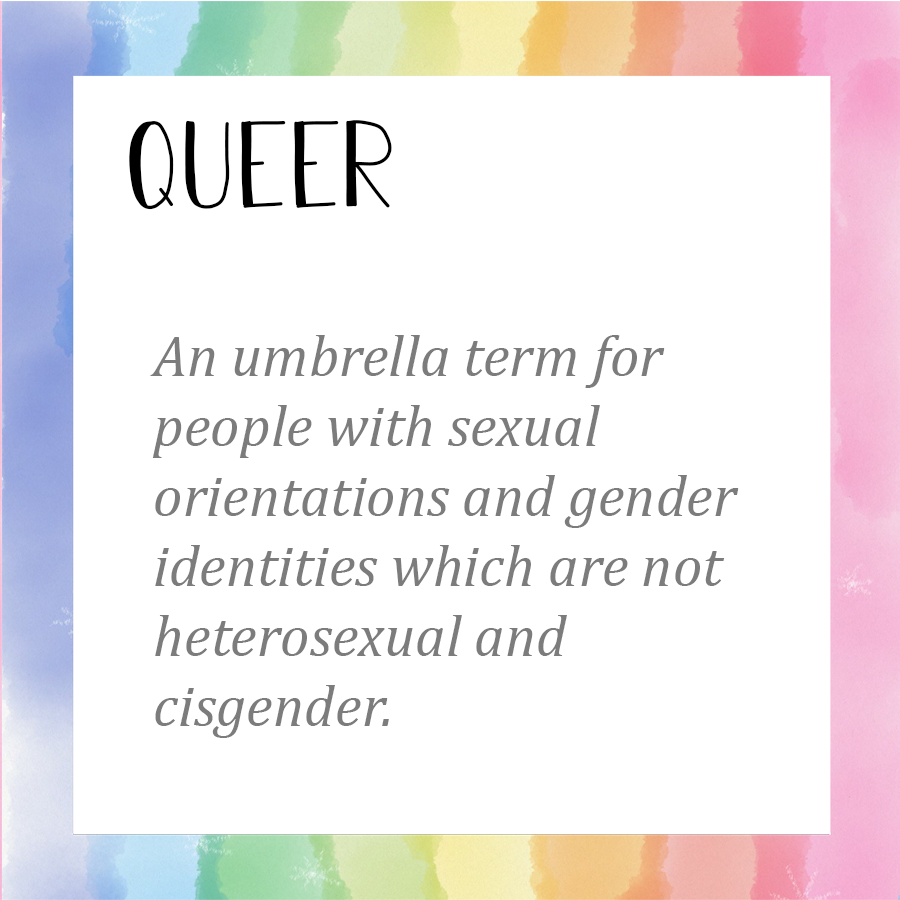 QUEER
An umbrella term for
people with sexual
orientations and gender
identities which are not
heterosexual and
cisgender.